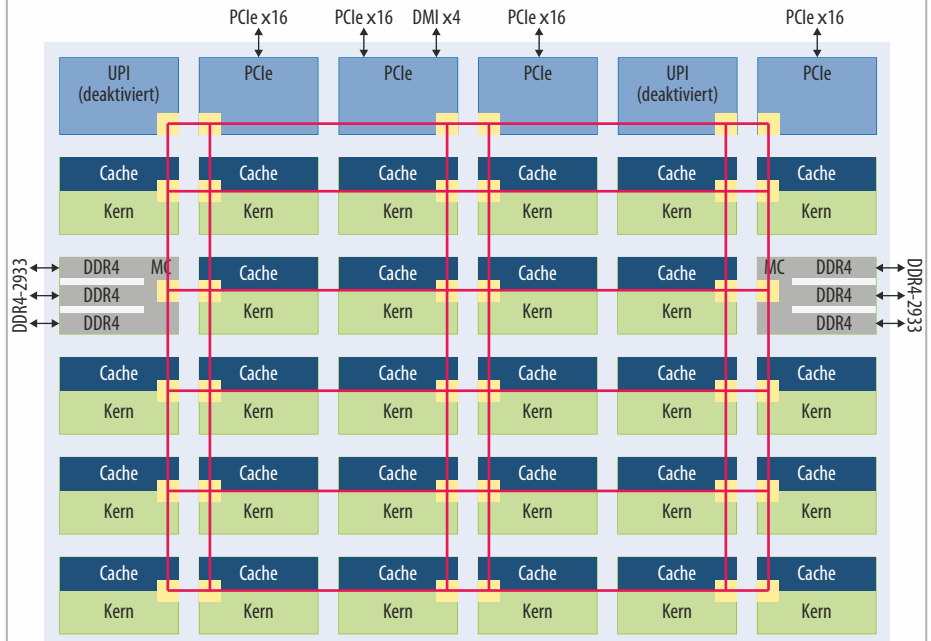 PCIe x16 PCIe x16 DMI x4 PCIe x16 PCIe x16
UPI PCIe PCIe PCIe UPI PCIe
(deaktiviert) (deaktiviert)
Cache Cache Cache Cache Cache Cache
Kern Kern Kern Kern Kern Kern
DDR4-2933
DDR4 MC Cache Cache Cache Cache MC DDR4
DDR4 Kern Kern Kern Kern DDR4
DDR4 DDR4
DDR4-2933
Cache Cache Cache Cache Cache Cache
Kern Kern Kern Kern Kern Kern
Cache Cache Cache Cache Cache Cache
Kern Kern Kern Kern Kern Kern
Cache Cache Cache Cache Cache Cache
Kern Kern Kern Kern Kern Kern